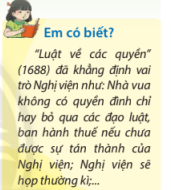 Em có biết?
“Luật về các quyền”
(1688) đã khẳng định vai
trò Nghị viện như: Nhà vua
không có quyền đình chỉ
hay bỏ qua các đạo luật,
ban hành thuế nếu chưa
được sự tán thành của
Nghị viện; Nghị viện sẽ
họp thường kì;...